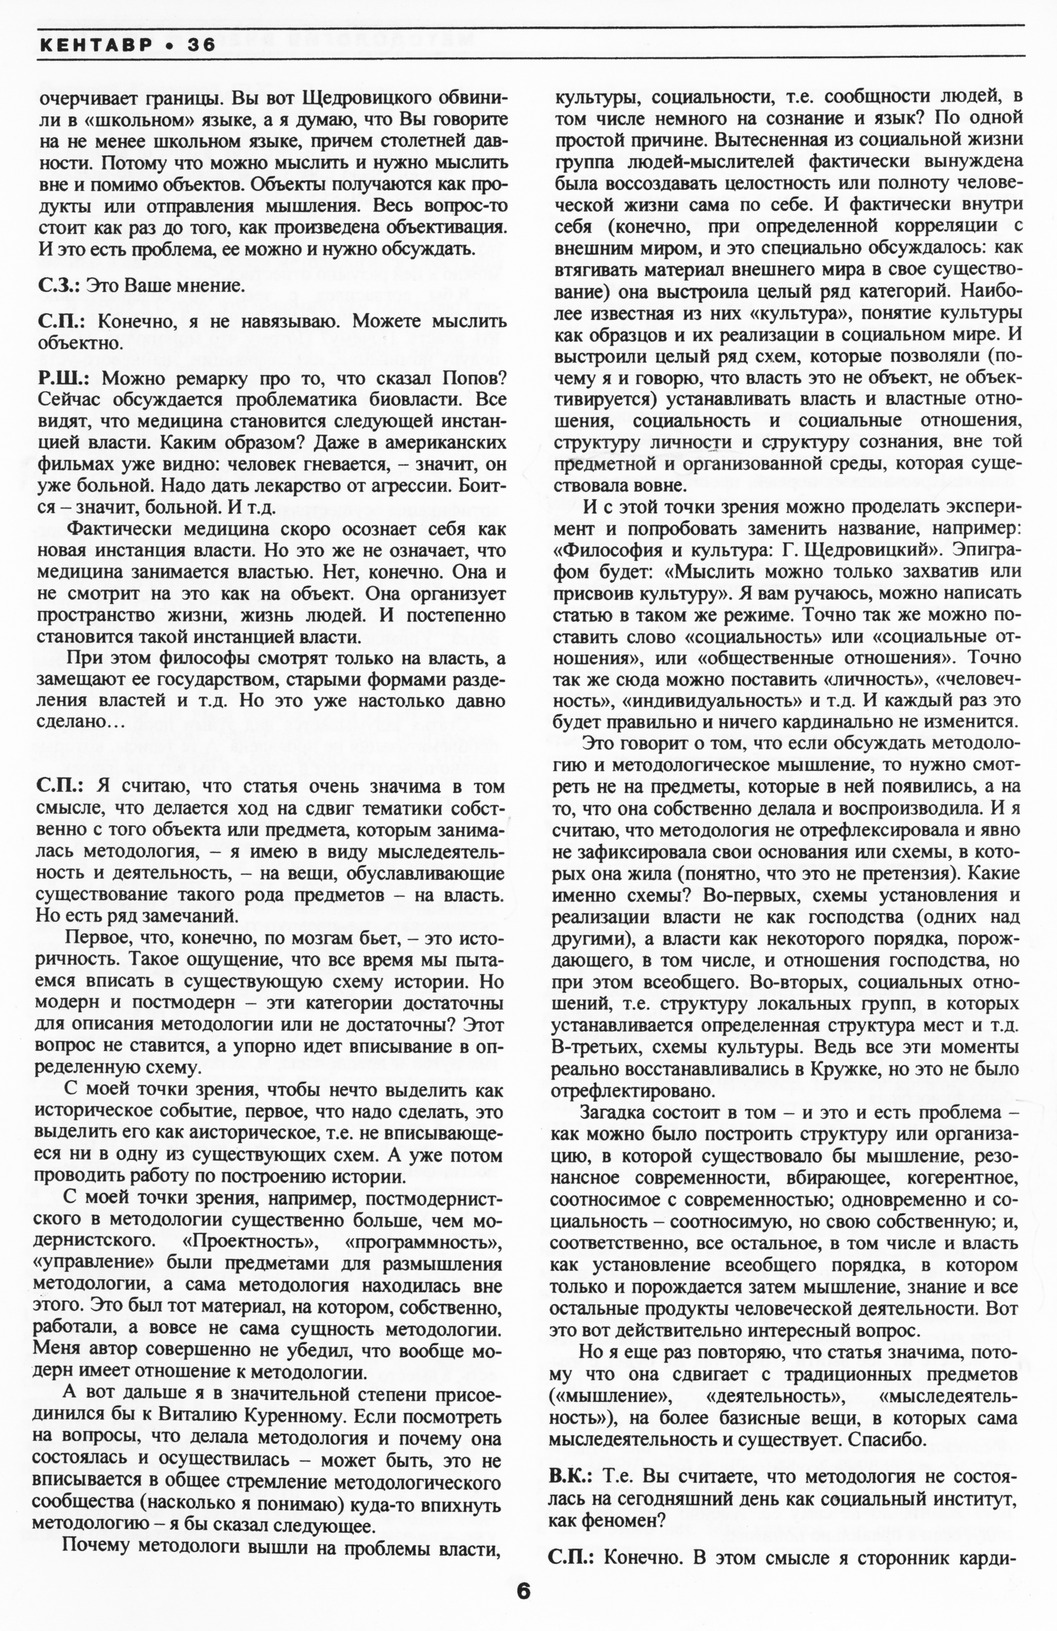 КЕНТАВР • 36
очерчивает границы. Вы вот Щедровицкого обвини-
ли в «школьном» языке, а я думаю, что Вы говорите
на не менее школьном языке, причем столетней дав-
ности. Потому что можно мыслить и нужно мыслить
вне и помимо объектов. Объекты получаются как про-
дукты или отправления мышления. Весь вопрос-то
стоит как раз до того, как произведена объективация.
И это есть проблема, ее можно и нужно обсуждать.
С.З.: Это Ваше мнение.
С.П.: Конечно, я не навязываю. Можете мыслить
объектно.
Р.Ш.: Можно ремарку про то, что сказал Попов?
Сейчас обсуждается проблематика биовласти. Все
видят, что медицина становится следующей инстан-
цией власти. Каким образом? Даже в американских
фильмах уже видно: человек гневается, – значит, он
уже больной. Надо дать лекарство от агрессии. Боит-
ся – значит, больной. И т.д.
Фактически медицина скоро осознает себя как
новая инстанция власти. Но это же не означает, что
медицина занимается властью. Нет, конечно. Она и
не смотрит на это как на объект. Она организует
пространство жизни, жизнь людей. И постепенно
становится такой инстанцией власти.
При этом философы смотрят только на власть, а
замещают ее государством, старыми формами разде-
ления властей и т.д. Но это уже настолько давно
сделано...
С.П.: Я считаю, что статья очень значима в том
смысле, что делается ход на сдвиг тематики собст-
венно с того объекта или предмета, которым занима-
лась методология, – я имею в виду мыследеятель-
ность и деятельность, – на вещи, обуславливающие
существование такого рода предметов – на власть.
Но есть ряд замечаний.
Первое, что, конечно, по мозгам бьет, – это исто-
ричность. Такое ощущение, что все время мы пыта-
емся вписать в существующую схему истории. Но
модерн и постмодерн – эти категории достаточны
для описания методологии или не достаточны? Этот
вопрос не ставится, а упорно идет вписывание в оп-
ределенную схему.
С моей точки зрения, чтобы нечто выделить как
историческое событие, первое, что надо сделать, это
выделить его как аисторическое, т.е. не вписывающе-
еся ни в одну из существующих схем. А уже потом
проводить работу по построению истории.
С моей точки зрения, например, постмодернист-
ского в методологии существенно больше, чем мо-
дернистского. «Проектность», «программность»,
«управление» были предметами для размышления
методологии, а сама методология находилась вне
этого. Это был тот материал, на котором, собственно,
работали, а вовсе не сама сущность методологии.
Меня автор совершенно не убедил, что вообще мо-
дерн имеет отношение к методологии.
А вот дальше я в значительной степени присое-
динился бы к Виталию Куренному. Если посмотреть
на вопросы, что делала методология и почему она
состоялась и осуществилась – может быть, это не
вписывается в общее стремление методологического
сообщества (насколько я понимаю) куда-то впихнуть
методологию – я бы сказал следующее.
Почему методологи вышли на проблемы власти,
культуры, социальности, т.е. сообщности людей, в
том числе немного на сознание и язык? По одной
простой причине. Вытесненная из социальной жизни
группа людей-мыслителей фактически вынуждена
была воссоздавать целостность или полноту челове-
ческой жизни сама по себе. И фактически внутри
себя (конечно, при определенной корреляции с
внешним миром, и это специально обсуждалось: как
втягивать материал внешнего мира в свое существо-
вание) она выстроила целый ряд категорий. Наибо-
лее известная из них «культура», понятие культуры
как образцов и их реализации в социальном мире. И
выстроили целый ряд схем, которые позволяли (по-
чему я и говорю, что власть это не объект, не объек-
тивируется) устанавливать власть и властные отно-
шения, социальность и социальные отношения,
структуру личности и структуру сознания, вне той
предметной и организованной среды, которая суще-
ствовала вовне.
И с этой точки зрения можно проделать экспери-
мент и попробовать заменить название, например:
«Философия и культура: Г. Щедровицкий». Эпигра-
фом будет: «Мыслить можно только захватив или
присвоив культуру». Я вам ручаюсь, можно написать
статью в таком же режиме. Точно так же можно по-
ставить слово «социальность» или «социальные от-
ношения», или «общественные отношения». Точно
так же сюда можно поставить «личность», «человеч-
ность», «индивидуальность» и т.д. И каждый раз это
будет правильно и ничего кардинально не изменится.
Это говорит о том, что если обсуждать методоло-
гию и методологическое мышление, то нужно смот-
реть не на предметы, которые в ней появились, а на
то, что она собственно делала и воспроизводила. И я
считаю, что методология не отрефлексировала и явно
не зафиксировала свои основания или схемы, в кото-
рых она жила (понятно, что это не претензия). Какие
именно схемы? Во-первых, схемы установления и
реализации власти не как господства (одних над
другими), а власти как некоторого порядка, порож-
дающего, в том числе, и отношения господства, но
при этом всеобщего. Во-вторых, социальных отно-
шений, т.е. структуру локальных групп, в которых
устанавливается определенная структура мест и т.д.
В-третьих, схемы культуры. Ведь все эти моменты
реально восстанавливались в Кружке, но это не было
отрефлектировано.
Загадка состоит в том – и это и есть проблема –
как можно было построить структуру или организа-
цию, в которой существовало бы мышление, резо-
нансное современности, вбирающее, когерентное,
соотносимое с современностью; одновременно и со-
циальность – соотносимую, но свою собственную; и,
соответственно, все остальное, в том числе и власть
как установление всеобщего порядка, в котором
только и порождается затем мышление, знание и все
остальные продукты человеческой деятельности. Вот
это вот действительно интересный вопрос.
Но я еще раз повторяю, что статья значима, пото-
му что она сдвигает с традиционных предметов
(«мышление», «деятельность», «мыследеятель-
ность»), на более базисные вещи, в которых сама
мыследеятельность и существует. Спасибо.
В.К.: Т.е. Вы считаете, что методология не состоя-
лась на сегодняшний день как социальный институт,
как феномен?
С.П.: Конечно. В этом смысле я сторонник карди-
6